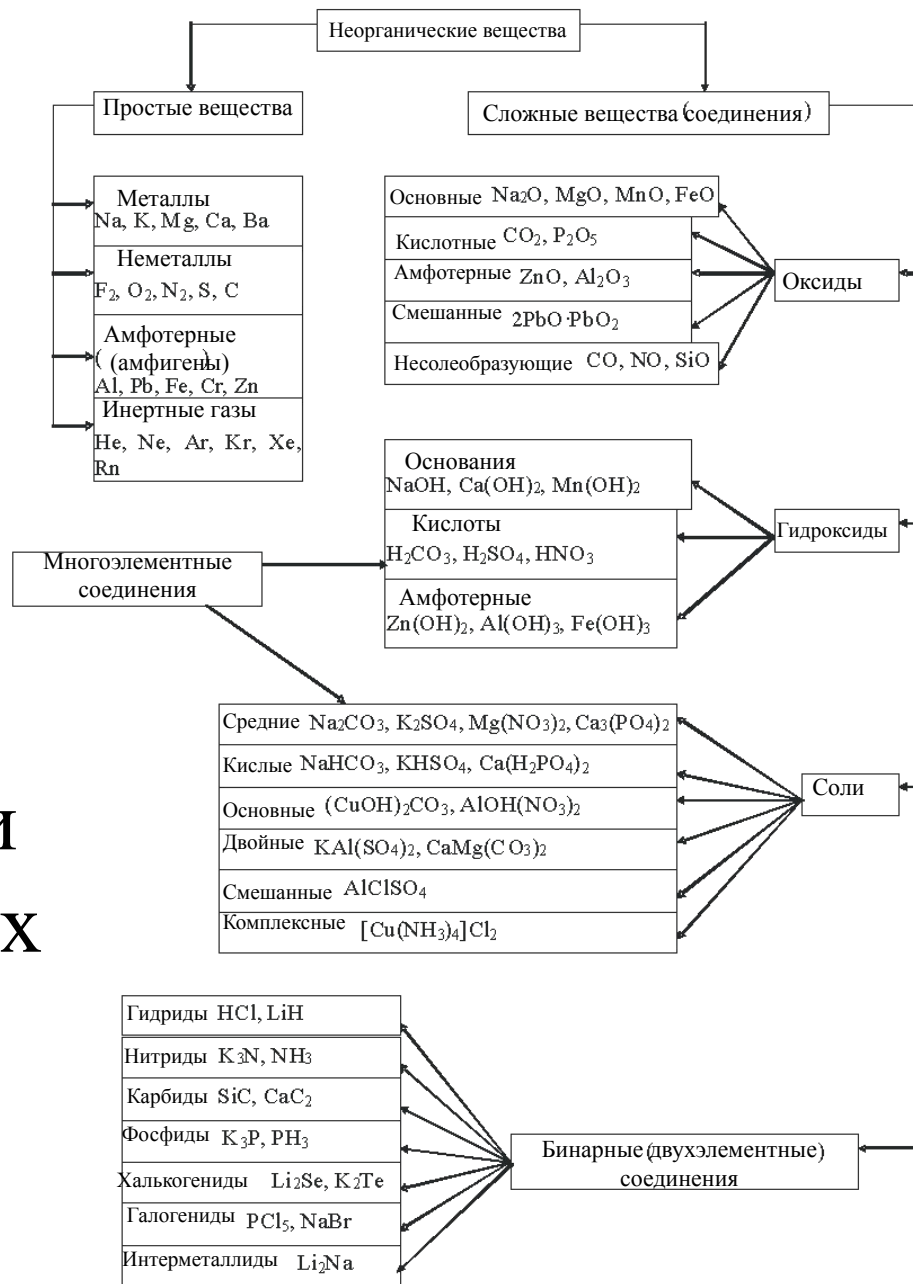 Неорганические вещества
Простые вещества
Сложные вещества (соединения)
Металлы
Na, K, Mg, Ca, Ba
Неметаллы
F₂, O₂, N₂, S, C
Амфотерные
( (амфигены)
Al, Pb, Fe, Cr, Zn
Инертные газы
He, Ne, Ar, Kr, Xe,
Rn
Основные Na₂O, MgO, MnO, FeO
Кислотные CO₂, P₂O₅
Амфотерные ZnO, Al₂O₃
Смешанные 2PbO·PbO₂
Несолеобразующие CO, NO, SiO
Оксиды
Основания
NaOH, Ca(OH)₂, Mn(OH)₂
Кислоты
H₂CO₃, H₂SO₄, HNO₃
Амфотерные
Zn(OH)₂, Al(OH)₃, Fe(OH)₃
Гидроксиды
Многоэлементные
соединения
Средние Na₂CO₃, K₂SO₄, Mg(NO₃)₂, Ca₃(PO₄)₂
Кислые NaHCO₃, KHSO₄, Ca(H₂PO₄)₂
Основные (CuOH)₂CO₃, AlOH(NO₃)₂
Двойные KAl(SO₄)₂, CaMg(CO₃)₂
Смешанные AlClSO₄
Комплексные [Cu(NH₃)₄]Cl₂
Соли
и
х
Гидриды HCl, LiH
Нитриды K₃N, NH₃
Карбиды SiC, CaC₂
Фосфиды K₃P, PH₃
Халькогениды Li₂Se, K₂Te
Галогениды PCl₅, NaBr
Интерметаллиды Li₂Na
Бинарные (двухэлементные)
соединения